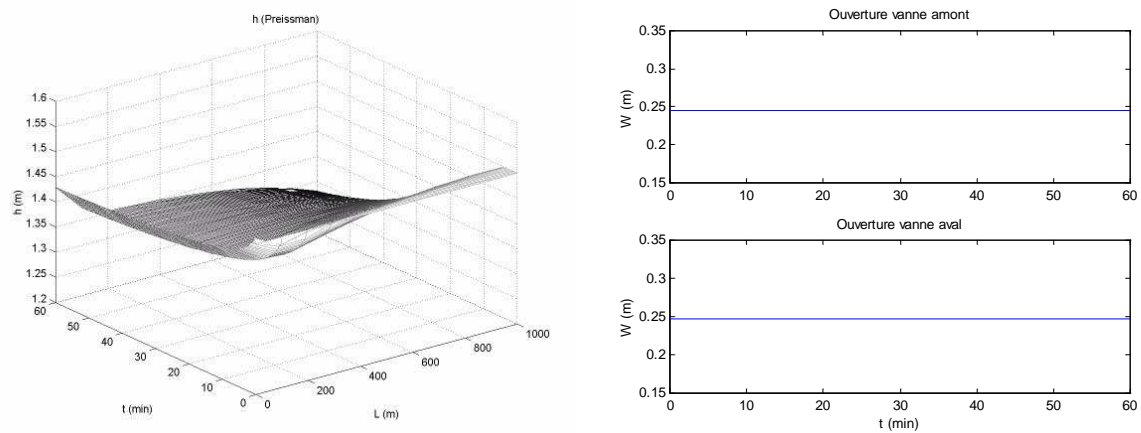 h (Preissman)
1.6
1.55
1.5
1.45
1.4
1.35
1.3
1.25
1.2
h (m)
60
50
40
30
20
10
0
t (min)
0
200
400
600
800
1000
L (m)
Ouverture vanne amont
0.35
0.3
0.25
0.2
0.15
W (m)
0 10 20 30 40 50 60
Ouverture vanne aval
0.35
0.3
0.25
0.2
0.15
W (m)
0 10 20 30 40 50 60
t (min)